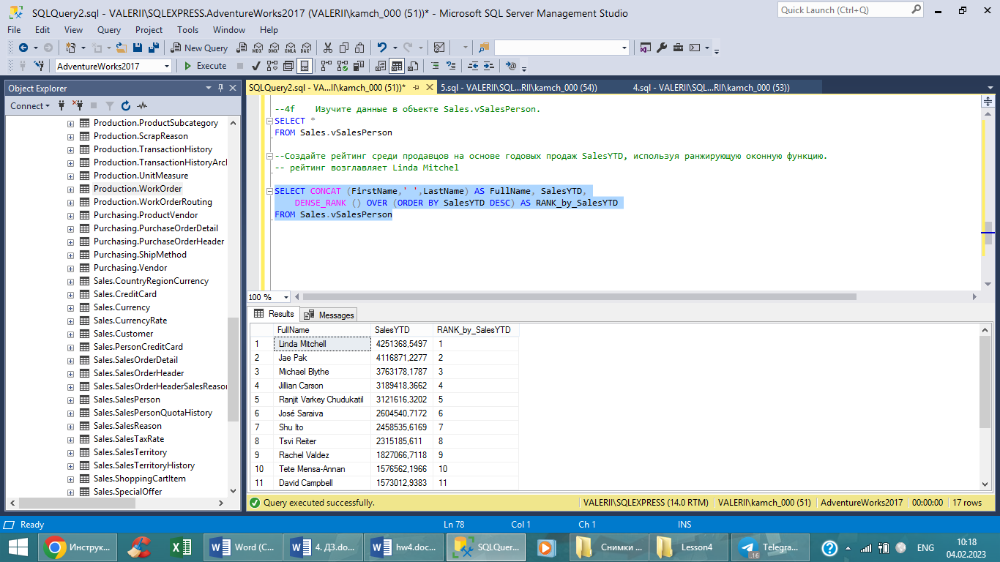 SQLQuery2.sql - VALERII\SQLEXPRESS.AdventureWorks2017 (VALERII\kamch_000 (51))* - Microsoft SQL Server Management Studio
Quick Launch (Ctrl+Q)
File Edit View Query Project Tools Window Help
New Query MDX DMX XMLA DAX
AdventureWorks2017 Execute
Object Explorer
Connect
Production.ProductSubcategory
Production.ScrapReason
Production.TransactionHistory
Production.TransactionHistoryArcl
Production.UnitMeasure
Production.WorkOrder
Production.WorkOrderRouting
Purchasing.ProductVendor
Purchasing.PurchaseOrderDetail
Purchasing.PurchaseOrderHeader
Purchasing.ShipMethod
Purchasing.Vendor
Sales.CountryRegionCurrency
Sales.CreditCard
Sales.Currency
Sales.CurrencyRate
Sales.Customer
Sales.PersonCreditCard
Sales.SalesOrderDetail
Sales.SalesOrderHeader
Sales.SalesOrderHeaderSalesReason
Sales.SalesPerson
Sales.SalesPersonQuotaHistory
Sales.SalesReason
Sales.SalesTaxRate
Sales.SalesTerritory
Sales.SalesTerritoryHistory
Sales.ShoppingCartItem
Sales.SpecialOffer
SQLQuery2.sql - VA...II\kamch_000 (51))* 5.sql - VALERII\SQL...RII\kamch_000 (54)) 4.sql - VALERII\SQL...RII\kamch_000 (53))
--4f Изучите данные в объекте Sales.vSalesPerson.
SELECT *
FROM Sales.vSalesPerson
--Создайте рейтинг среди продавцов на основе годовых продаж SalesYTD, используя ранжирующую оконную функцию.
-- рейтинг возглавляет Linda Mitchel
SELECT CONCAT (FirstName,' ',LastName) AS FullName, SalesYTD,
DENSE_RANK () OVER (ORDER BY SalesYTD DESC) AS RANK_by_SalesYTD
FROM Sales.vSalesPerson
100 %
Results Messages
FullName SalesYTD RANK_by_SalesYTD
1 Linda Mitchell 4251368,5497 1
2 Jae Pak 4116871,2277 2
3 Michael Blythe 3763178,1787 3
4 Jillian Carson 3189418,3662 4
5 Ranjit Varkey Chudukatil 3121616,3202 5
6 José Saraiva 2604540,7172 6
7 Shu Ito 2458535,6169 7
8 Tsvi Reiter 2315185,611 8
9 Rachel Valdez 1827066,7118 9
10 Tete Mensa-Annan 1576562,1966 10
11 David Campbell 1573012,9383 11
Query executed successfully. VALERII\SQLEXPRESS (14.0 RTM) VALERII\kamch_000 (51) AdventureWorks2017 00:00:00 17 rows
Ready Ln 78 Col 1 Ch 1 INS
Инструк... Word (C... 4. ДЗ.do... hw4.doc... SQLQuer... Снимки ... Lesson4 Telegra... ..16 ENG 10:18
04.02.2023